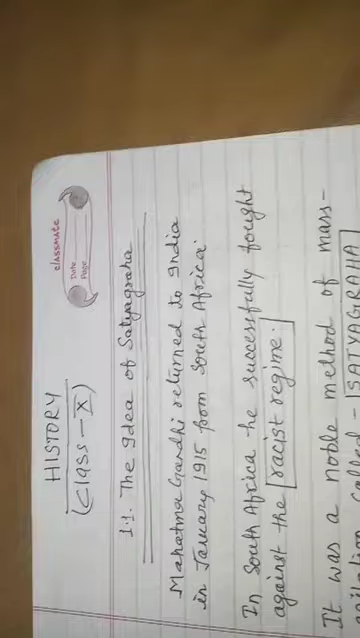 classmate
Date
Page
HISTORY
(Class-X)
1.1. The Idea of Satyagraha
Mahatma Gandhi returned to India
in January 1915 from South Africa.
In South Africa he successfully fought
against the racist regime.
It was a noble method of mass-
called - SATYAGRAHA